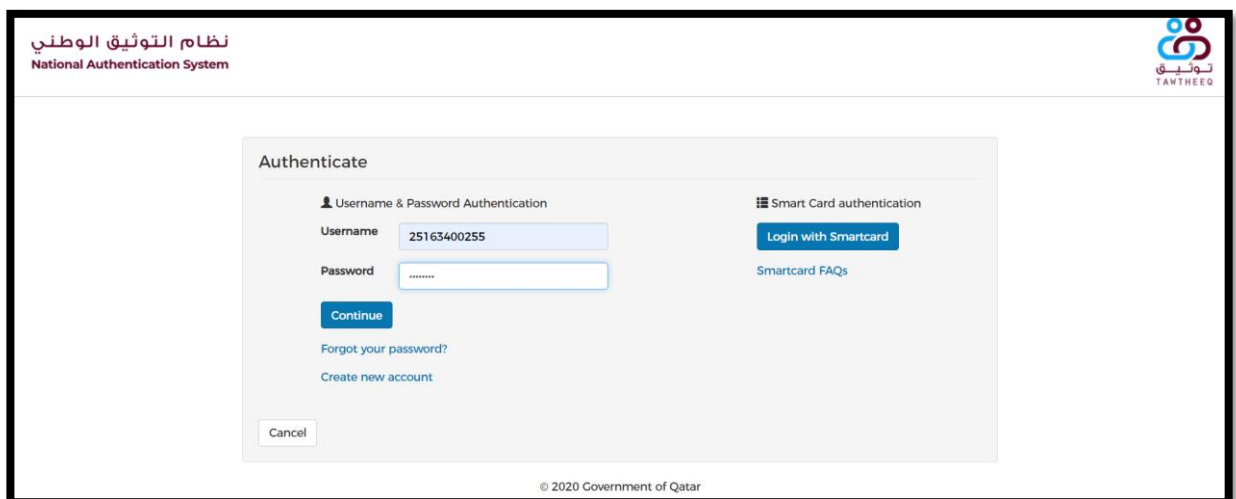 نظام التوثيق الوطني
National Authentication System
توثيق
TAWTHEEQ
Authenticate
Username & Password Authentication
Username
25163400255
Password
........
Continue
Forgot your password?
Create new account
Smart Card authentication
Login with Smartcard
Smartcard FAQs
Cancel
© 2020 Government of Qatar